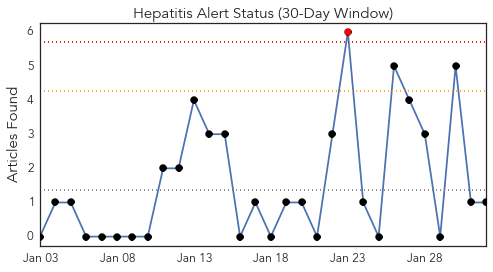 Hepatitis Alert Status (30-Day Window)
Articles Found
6
5
4
3
2
1
0
Jan 03 Jan 08 Jan 13 Jan 18 Jan 23 Jan 28